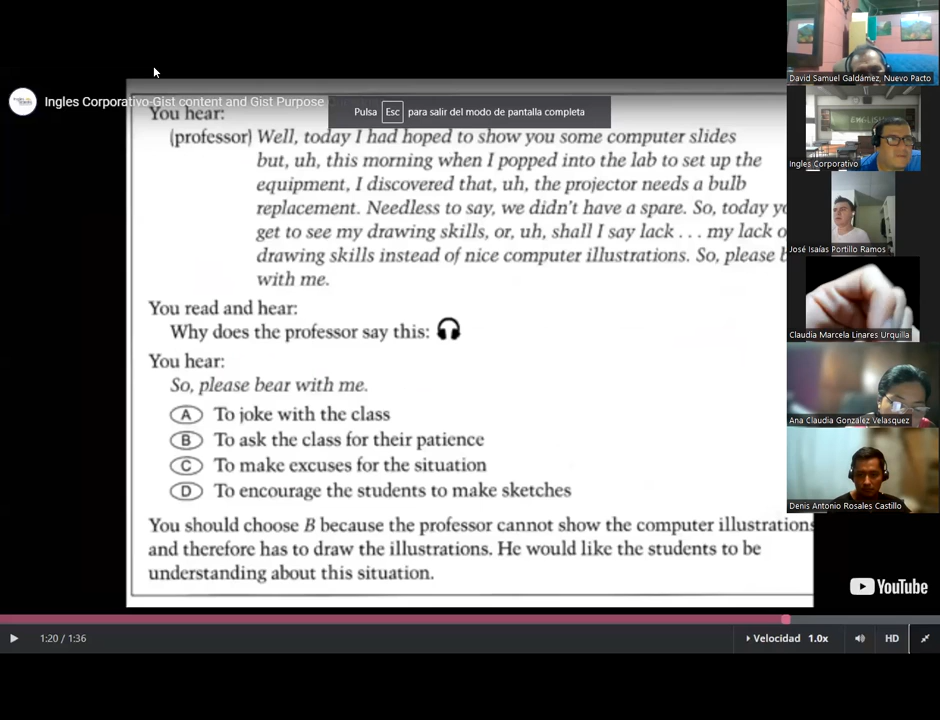 Ingles Corporativo-Gist content and Gist Purpose
Pulsa Esc para salir del modo de pantalla completa
You hear:
(professor) Well, today I had hoped to show you some computer slides
but, uh, this morning when I popped into the lab to set up the
equipment, I discovered that, uh, the projector needs a bulb
replacement. Needless to say, we didn't have a spare. So, today
get to see my drawing skills, or, uh, shall I say lack . . . my lack
drawing skills instead of nice computer illustrations. So, please
with me.
You read and hear:
Why does the professor say this:
You hear:
So, please bear with me.
A To joke with the class
B To ask the class for their patience
C To make excuses for the situation
D To encourage the students to make sketches
You should choose B because the professor cannot show the computer illustrations
and therefore has to draw the illustrations. He would like the students to be
understanding about this situation.
YouTube
1:20 / 1:36
Velocidad 1.0x
HD
David Samuel Galdámez, Nuevo Pacto
ENGLISH
Ingles Corporativo
José Isaías Portillo Ramos
Claudia Marcela Linares Urquilla
Ana Claudia González Velasquez
Denis Antonio Rosales Castillo